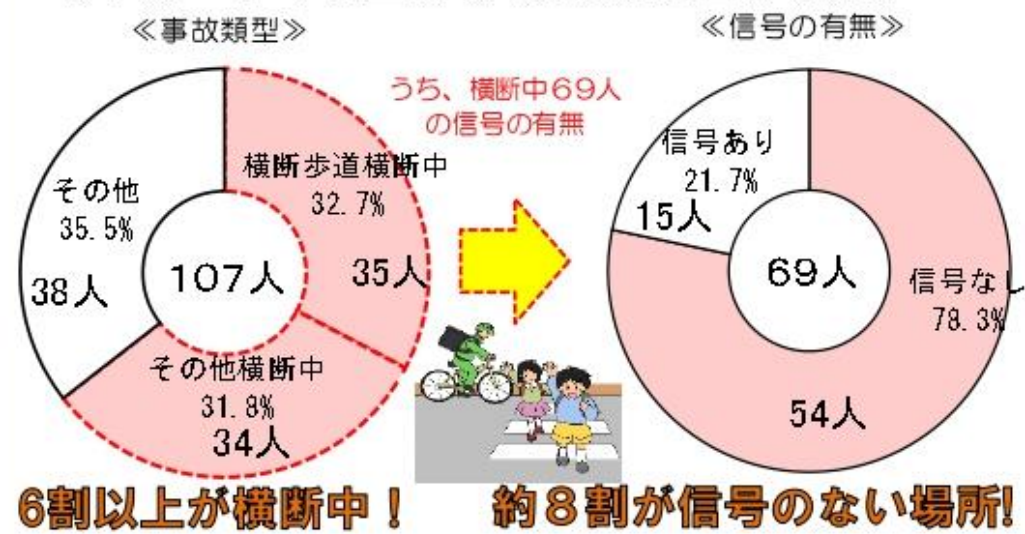 ≪事故類型≫
≪信号の有無≫
うち、横断中69人
の信号の有無
横断歩道横断中
32.7%
35人
その他
35.5%
38人
107人
その他横断中
31.8%
34人
信号あり
21.7%
15人
69人
信号なし
78.3%
54人
6割以上が横断中!
約8割が信号のない場所!